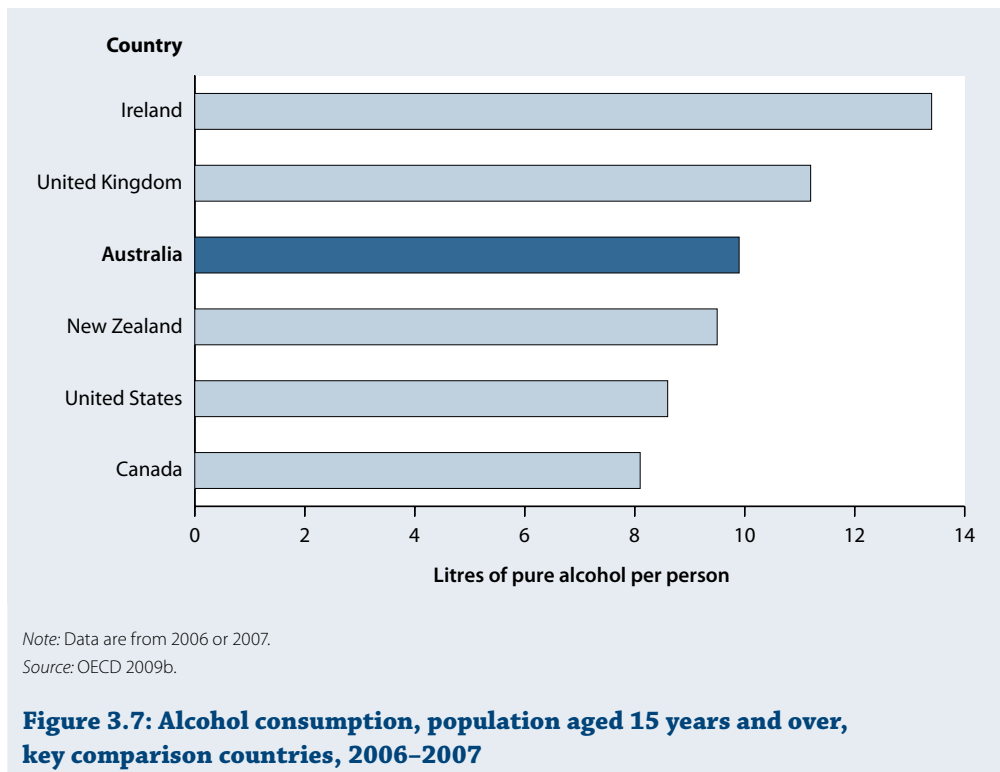 Country
Ireland
United Kingdom
Australia
New Zealand
United States
Canada
0 2 4 6 8 10 12 14
Litres of pure alcohol per person
Note: Data are from 2006 or 2007.
Source: OECD 2009b.
Figure 3.7: Alcohol consumption, population aged 15 years and over,
key comparison countries, 2006–2007